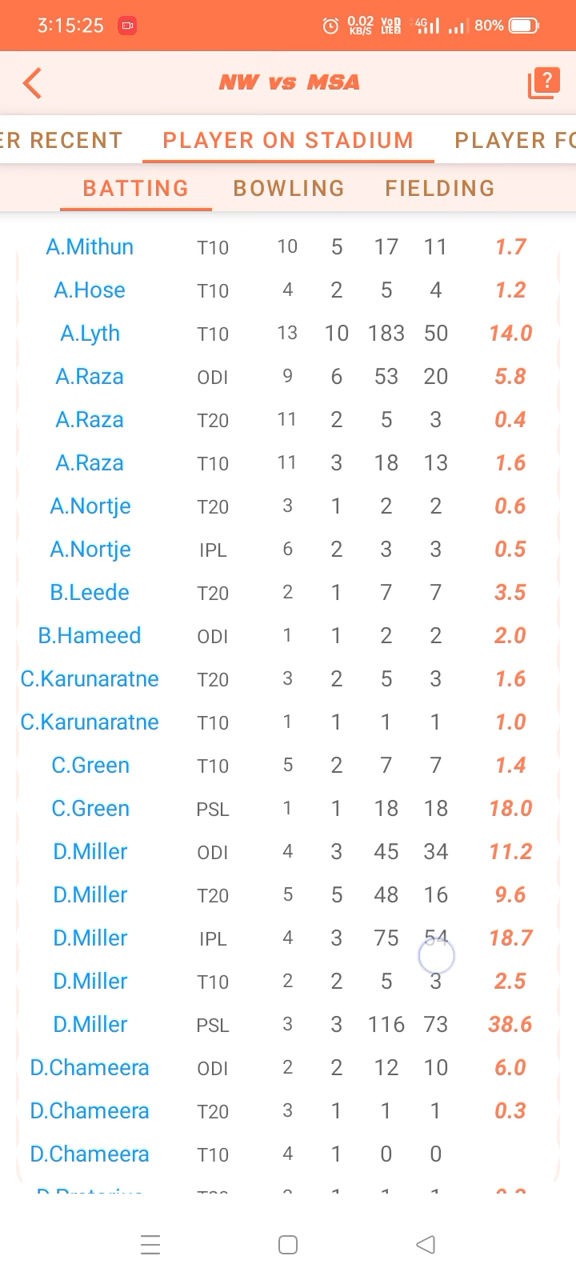 3:15:25 0.02 KB/S VoD LTEB 4G 80%
NW vs MSA
ER RECENT PLAYER ON STADIUM PLAYER FO
BATTING BOWLING FIELDING
A.Mithun T10 10 5 17 11 1.7
A.Hose T10 4 2 5 4 1.2
A.Lyth T10 13 10 183 50 14.0
A.Raza ODI 9 6 53 20 5.8
A.Raza T20 11 2 5 3 0.4
A.Raza T10 11 3 18 13 1.6
A.Nortje T20 3 1 2 2 0.6
A.Nortje IPL 6 2 3 3 0.5
B.Leede T20 2 1 7 7 3.5
B.Hameed ODI 1 1 2 2 2.0
C.Karunaratne T20 3 2 5 3 1.6
C.Karunaratne T10 1 1 1 1 1.0
C.Green T10 5 2 7 7 1.4
C.Green PSL 1 1 18 18 18.0
D.Miller ODI 4 3 45 34 11.2
D.Miller T20 5 5 48 16 9.6
D.Miller IPL 4 3 75 54 18.7
D.Miller T10 2 2 5 3 2.5
D.Miller PSL 3 3 116 73 38.6
D.Chameera ODI 2 2 12 10 6.0
D.Chameera T20 3 1 1 1 0.3
D.Chameera T10 4 1 0 0